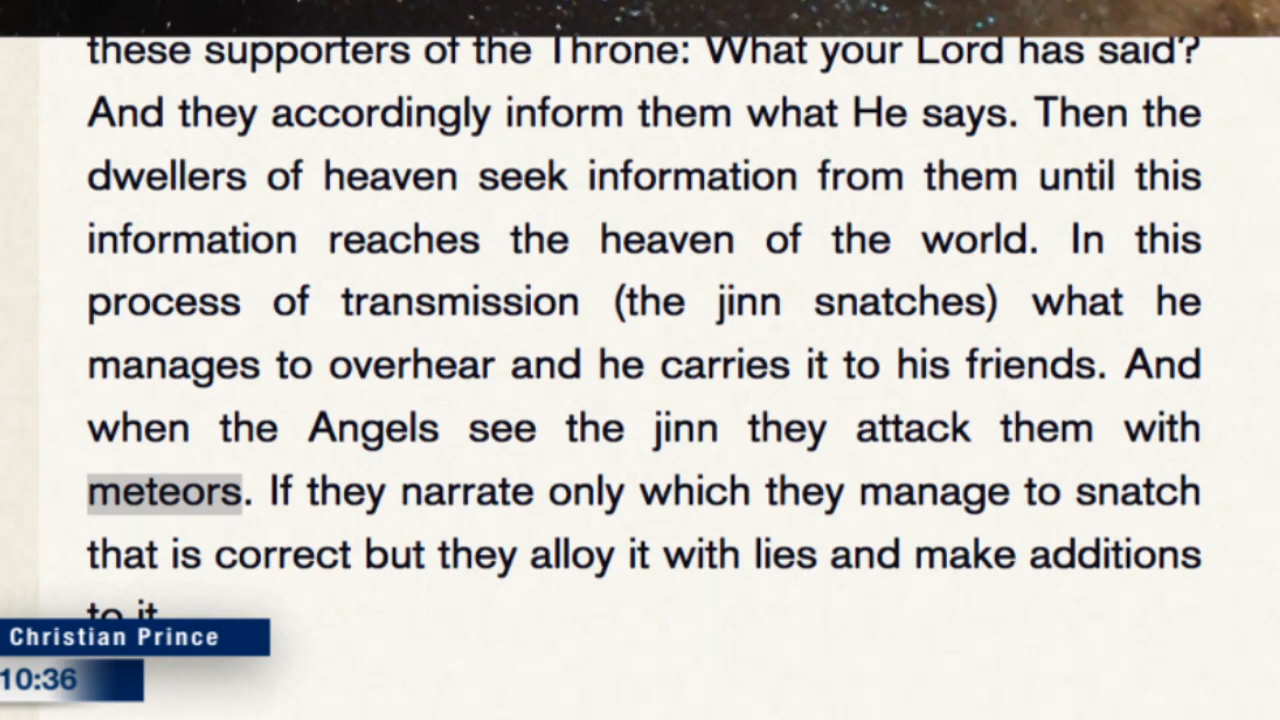 these supporters of the Throne: What your Lord has said?
And they accordingly inform them what He says. Then the
dwellers of heaven seek information from them until this
information reaches the heaven of the world. In this
process of transmission (the jinn snatches) what he
manages to overhear and he carries it to his friends. And
when the Angels see the jinn they attack them with
meteors. If they narrate only which they manage to snatch
that is correct but they alloy it with lies and make additions
to it
Christian Prince
10:36